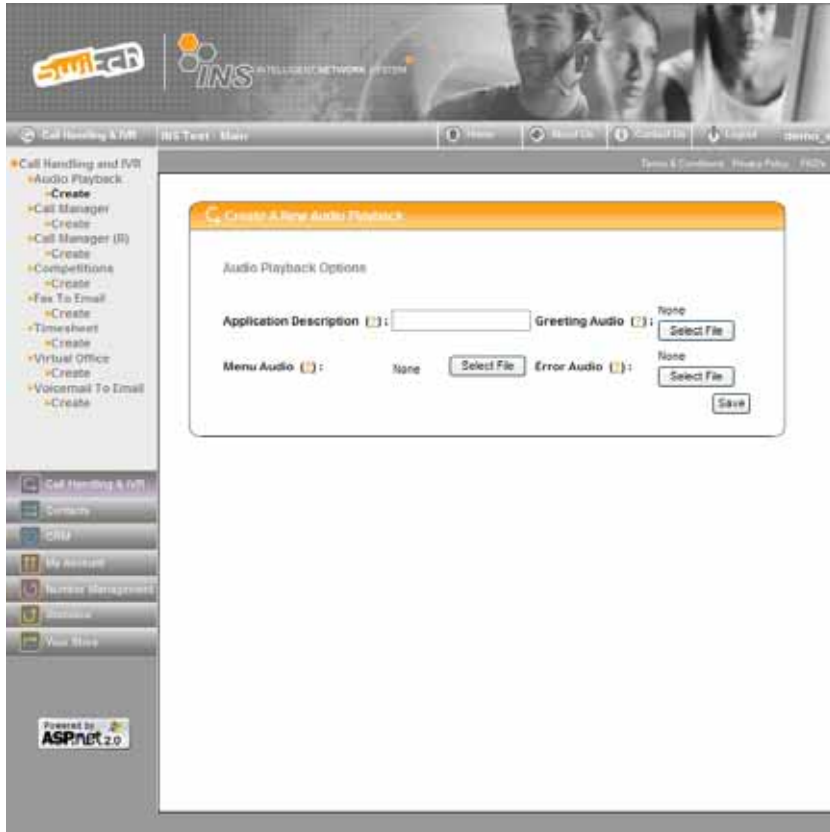 switch
INS INTELLIGENT NETWORK SYSTEM
Call Handling & IVR
INS Test : Main
Home
About Us
Contact Us
Logout
demo_
Terms & Conditions Privacy Policy FAQ's
Call Handling and IVR
Audio Playback
Create
Call Manager
Create
Call Manager (R)
Create
Competitions
Create
Fax To Email
Create
Timesheet
Create
Virtual Office
Create
Voicemail To Email
Create
Create A New Audio Playback
Audio Playback Options
Application Description (?):
Greeting Audio (?):
None
Select File
Menu Audio (?):
None
Select File
Error Audio (?):
None
Select File
Save
Call Handling & IVR
Contacts
CRM
My Account
Number Management
Statistics
Your Store
Powered by
ASP.net 2.0